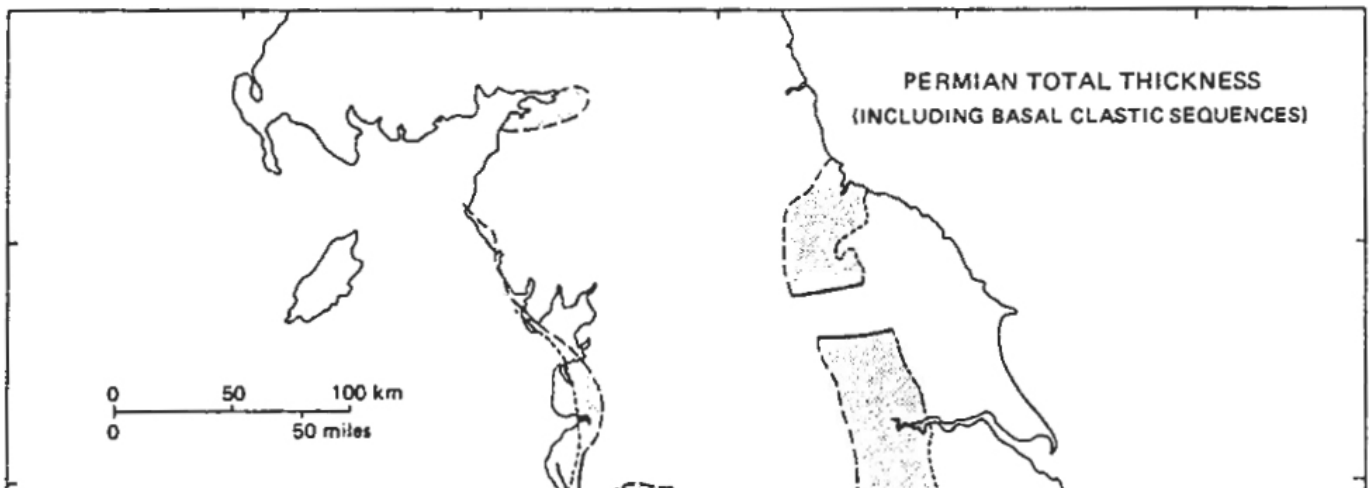 PERMIAN TOTAL THICKNESS
(INCLUDING BASAL CLASTIC SEQUENCES)
0 50 100 km
0 50 miles